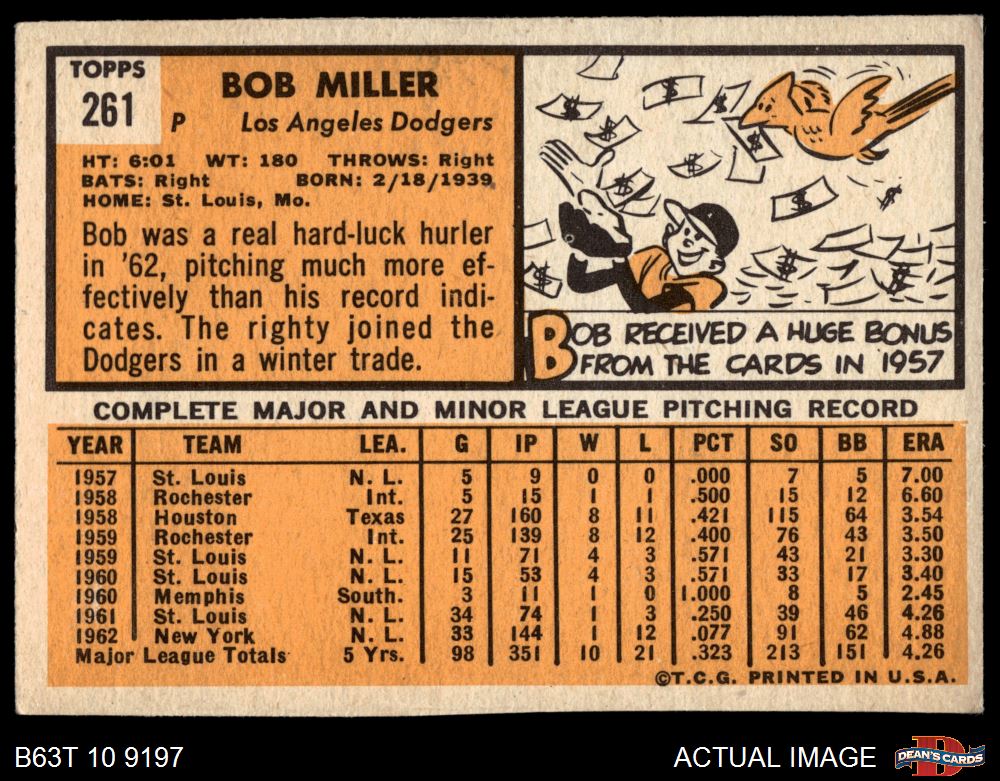 TOPPS
261
BOB MILLER
P Los Angeles Dodgers
HT: 6:01 WT: 180 THROWS: Right
BATS: Right BORN: 2/18/1939
HOME: St. Louis, Mo.
Bob was a real hard-luck hurler
in '62, pitching much more ef-
fectively than his record indi-
cates. The righty joined the
Dodgers in a winter trade.
$ $ $ $ $ $ $ $ $ $
BOB RECEIVED A HUGE BONUS
FROM THE CARDS IN 1957
COMPLETE MAJOR AND MINOR LEAGUE PITCHING RECORD
YEAR TEAM LEA. G IP W L PCT SO BB ERA
1957 St. Louis N. L. 5 9 0 0 .000 7 5 7.00
1958 Rochester Int. 5 15 1 1 .500 15 12 6.60
1958 Houston Texas 27 160 8 11 .421 115 64 3.54
1959 Rochester Int. 25 139 8 12 .400 76 43 3.50
1959 St. Louis N. L. 11 71 4 3 .571 43 21 3.30
1960 St. Louis N. L. 15 53 4 3 .571 33 17 3.40
1960 Memphis South. 3 11 1 0 1.000 8 5 2.45
1961 St. Louis N. L. 34 74 1 3 .250 39 46 4.26
1962 New York N. L. 33 144 1 12 .077 91 62 4.88
Major League Totals 5 Yrs. 98 351 10 21 .323 213 151 4.26
©T.C.G. PRINTED IN U.S.A.
B63T 10 9197
ACTUAL IMAGE
D
DEAN'S CARDS